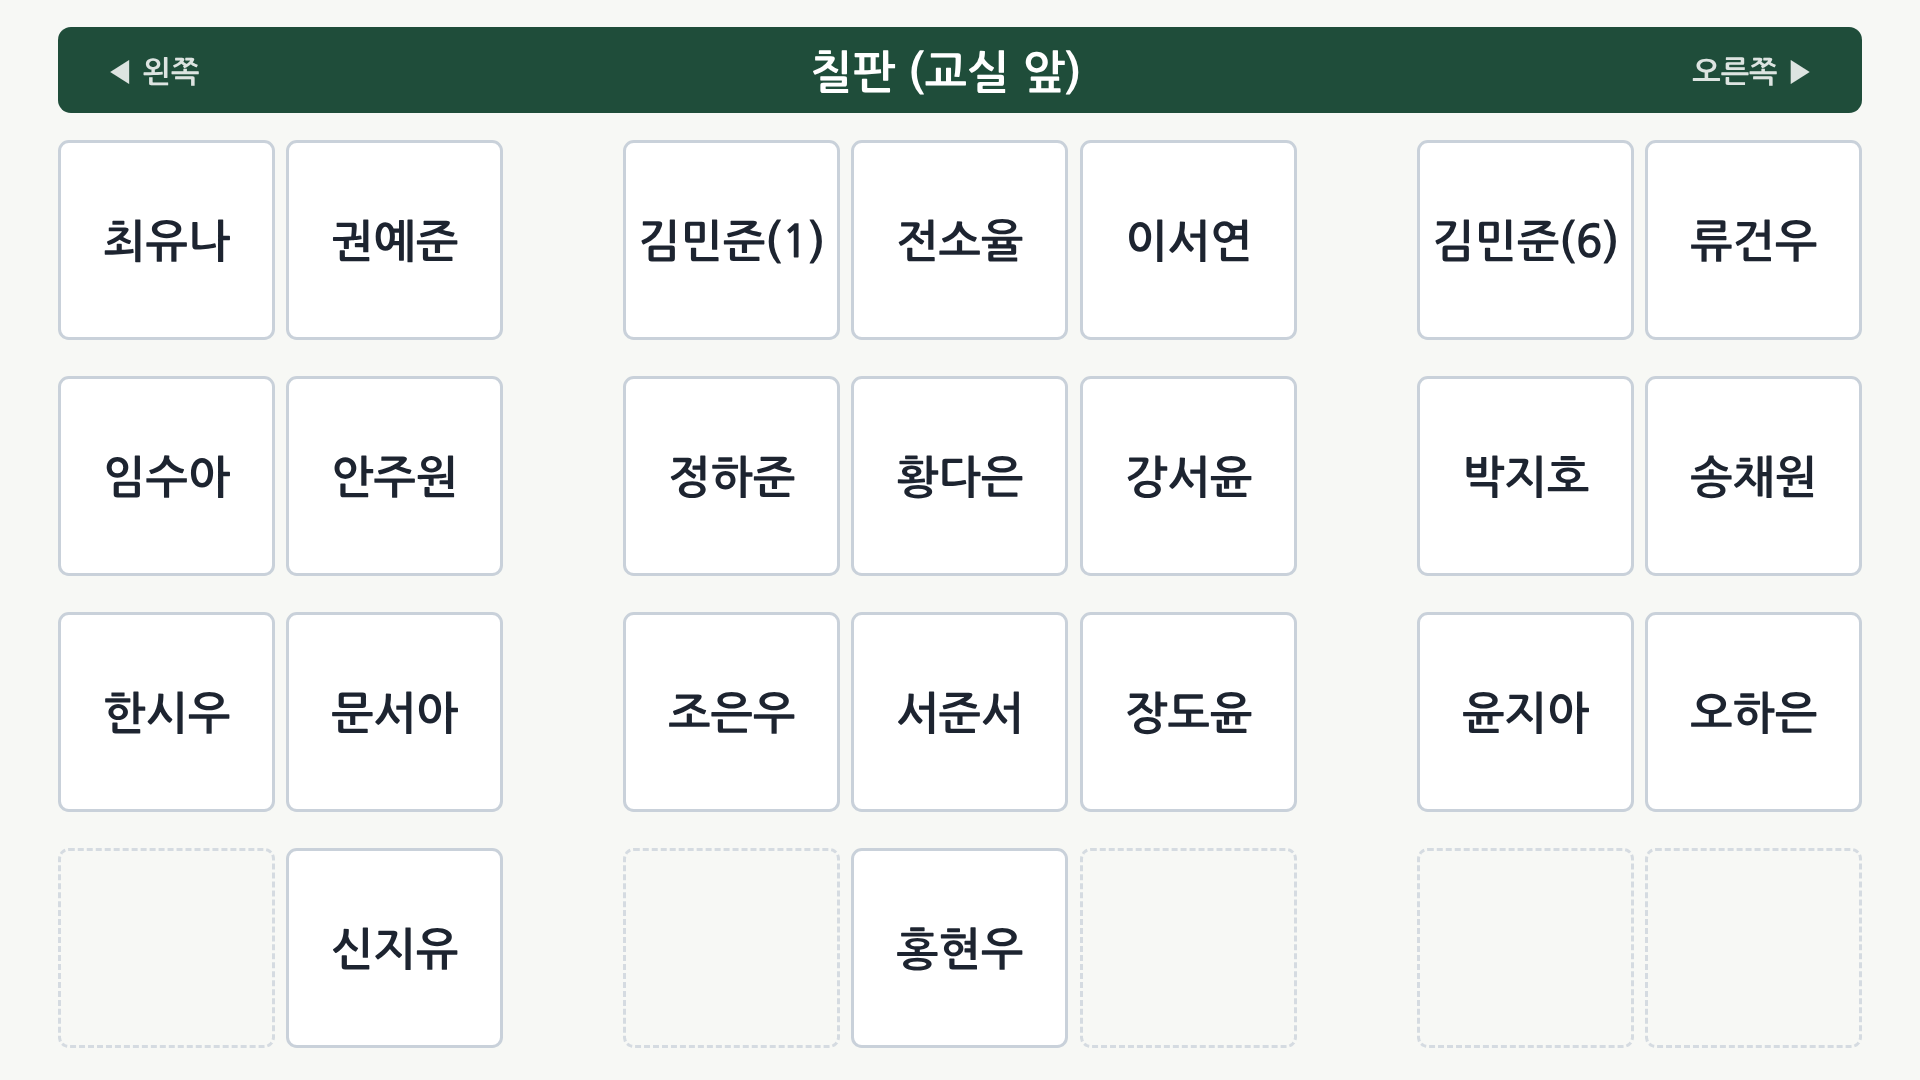 ◀ 왼쪽 칠판 (교실 앞) 오른쪽 ▶
최유나 권예준 김민준(1) 전소율 이서연 김민준(6) 류건우
임수아 안주원 정하준 황다은 강서윤 박지호 송채원
한시우 문서아 조은우 서준서 장도윤 윤지아 오하은
신지유 홍현우